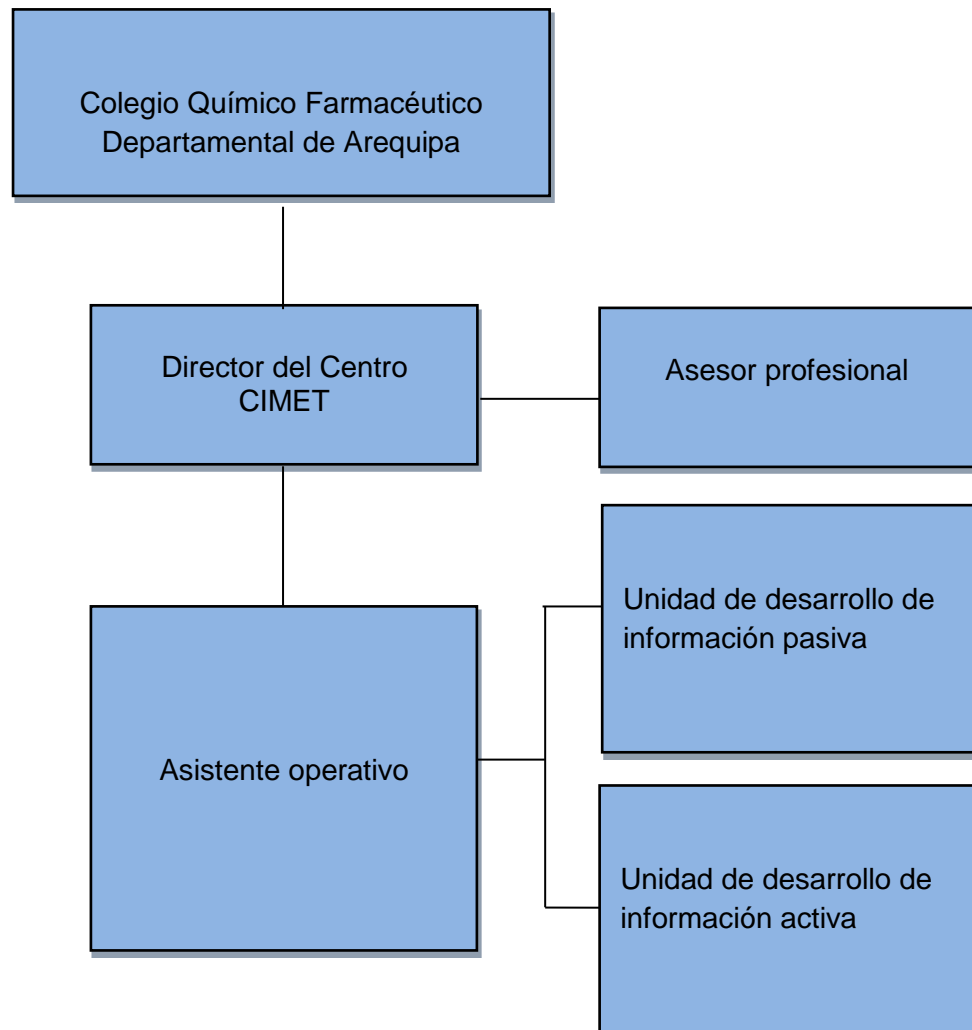 Colegio Químico Farmacéutico
Departamental de Arequipa
Director del Centro
CIMET
Asesor profesional
Unidad de desarrollo de
información pasiva
Asistente operativo
Unidad de desarrollo de
información activa